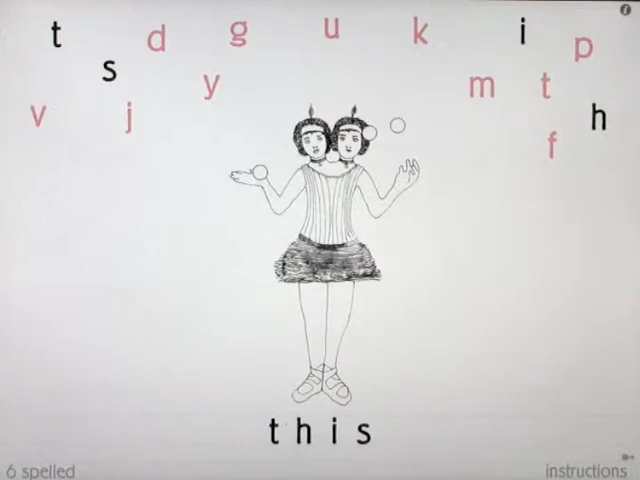 t d g u k i p
s y m t
v j h
f
this
6 spelled instructions